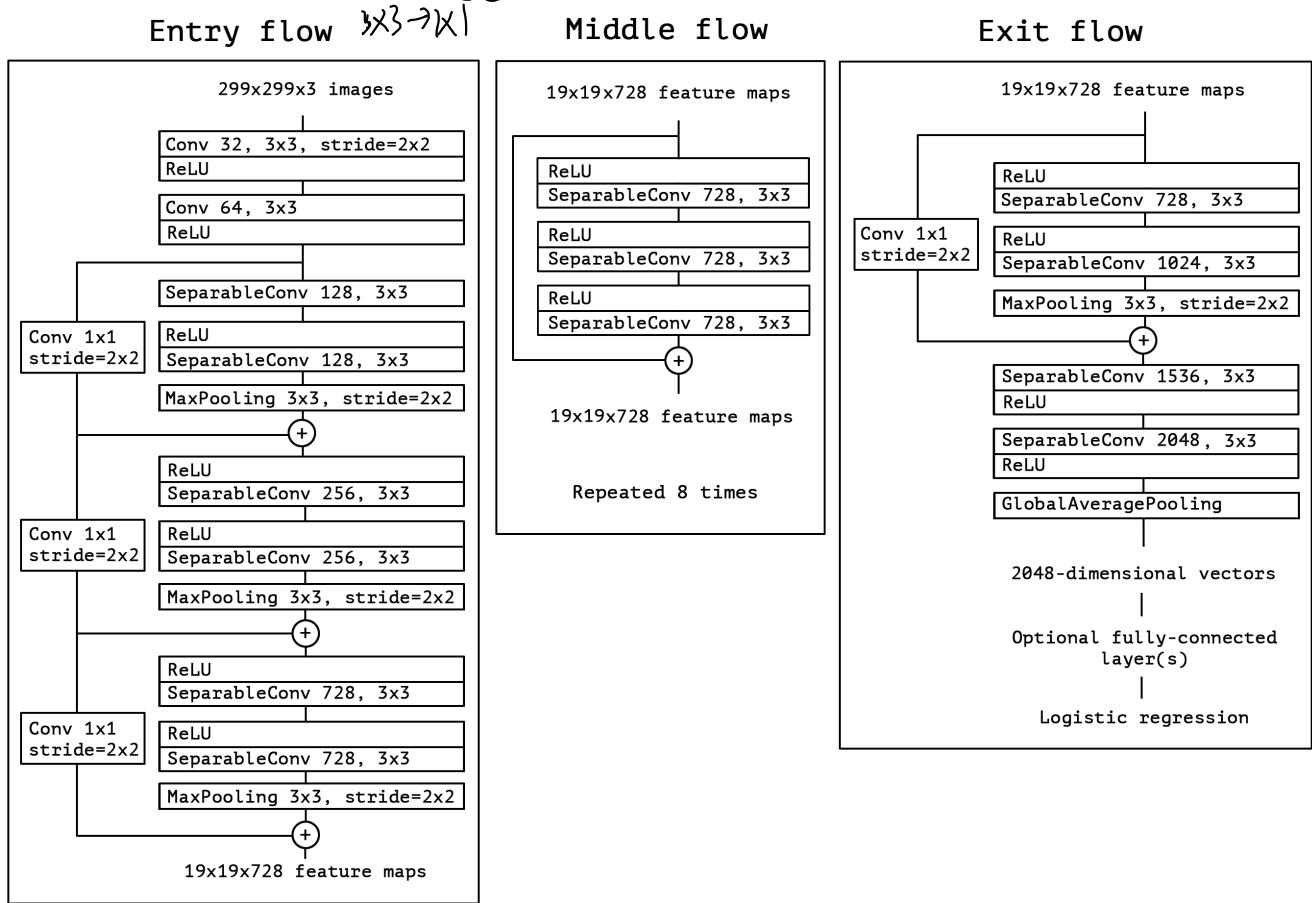 Entry flow
3x3→1x1
299x299x3 images
Conv 32, 3x3, stride=2x2
ReLU
Conv 64, 3x3
ReLU
SeparableConv 128, 3x3
Conv 1x1
stride=2x2
ReLU
SeparableConv 128, 3x3
MaxPooling 3x3, stride=2x2
+
ReLU
SeparableConv 256, 3x3
Conv 1x1
stride=2x2
ReLU
SeparableConv 256, 3x3
MaxPooling 3x3, stride=2x2
+
ReLU
SeparableConv 728, 3x3
Conv 1x1
stride=2x2
ReLU
SeparableConv 728, 3x3
MaxPooling 3x3, stride=2x2
+
19x19x728 feature maps
Middle flow
19x19x728 feature maps
ReLU
SeparableConv 728, 3x3
ReLU
SeparableConv 728, 3x3
ReLU
SeparableConv 728, 3x3
+
19x19x728 feature maps
Repeated 8 times
Exit flow
19x19x728 feature maps
ReLU
SeparableConv 728, 3x3
Conv 1x1
stride=2x2
ReLU
SeparableConv 1024, 3x3
MaxPooling 3x3, stride=2x2
+
SeparableConv 1536, 3x3
ReLU
SeparableConv 2048, 3x3
ReLU
GlobalAveragePooling
2048-dimensional vectors
Optional fully-connected
layer(s)
Logistic regression